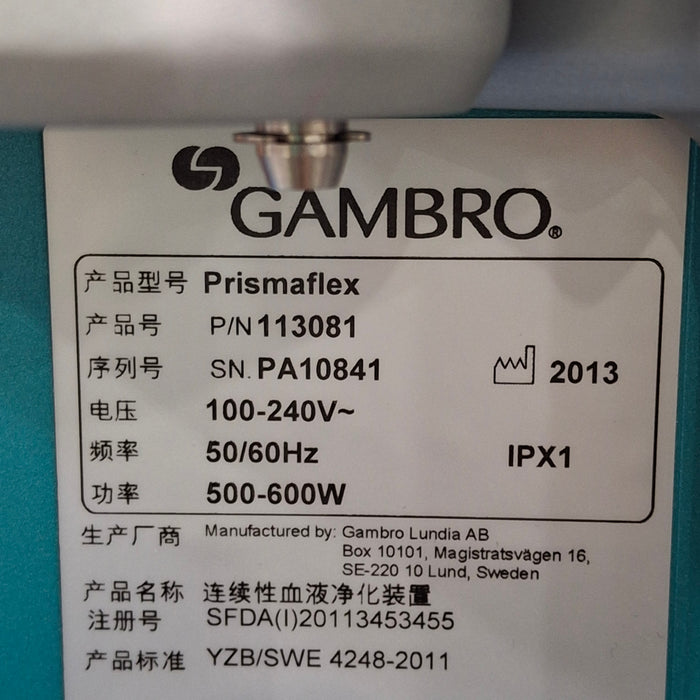 GAMBRO®
产品型号 Prismaflex
产品号 P/N 113081
序列号 SN. PA10841 2013
电压 100-240V~
频率 50/60Hz IPX1
功率 500-600W
生产厂商 Manufactured by: Gambro Lundia AB
Box 10101, Magistratsvägen 16,
SE-220 10 Lund, Sweden
产品名称 连续性血液净化装置
注册号 SFDA(I)20113453455
产品标准 YZB/SWE 4248-2011